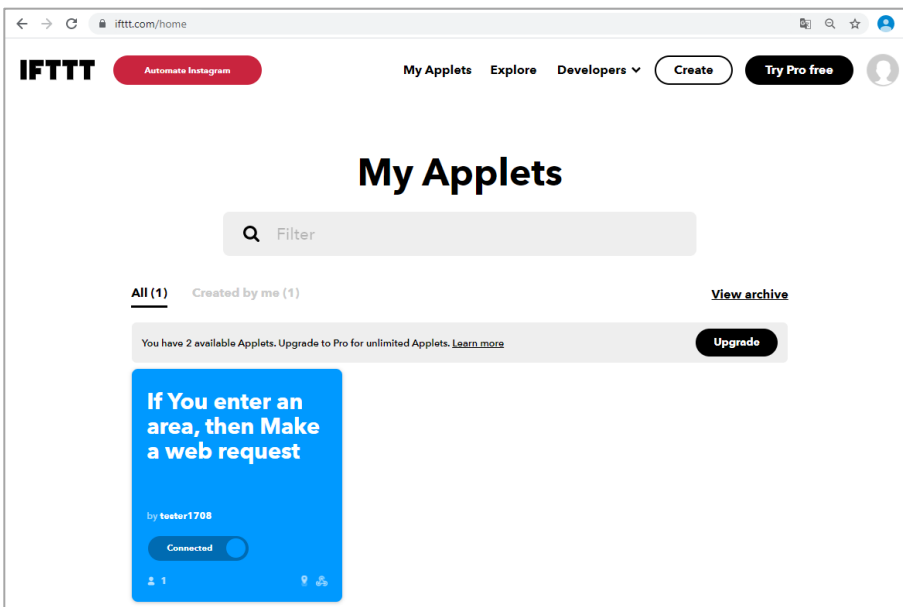 ifttt.com/home
IFTTT Automate Instagram My Applets Explore Developers Create Try Pro free
My Applets
Filter
All (1) Created by me (1) View archive
You have 2 available Applets. Upgrade to Pro for unlimited Applets. Learn more Upgrade
If You enter an
area, then Make
a web request
by tester1708
Connected
1